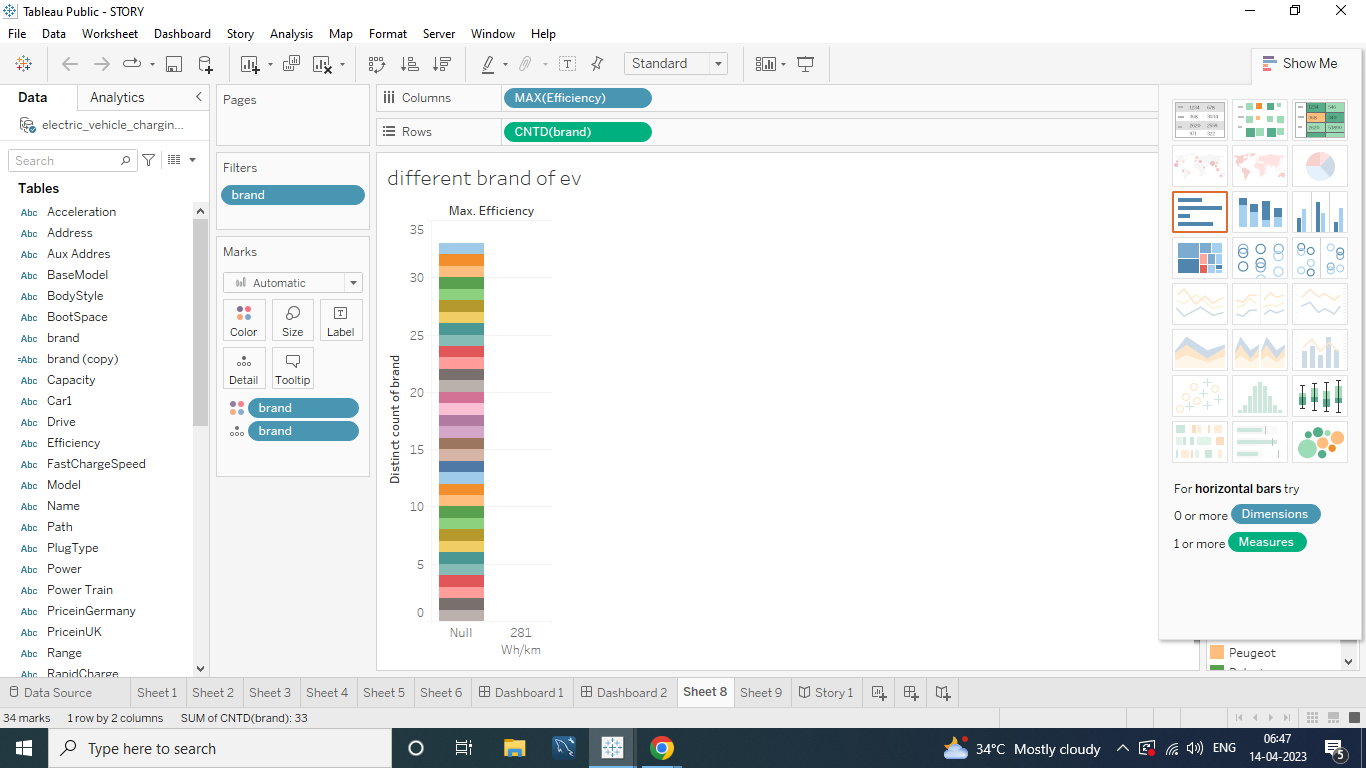 Tableau Public - STORY
File Data Worksheet Dashboard Story Analysis Map Format Server Window Help
Standard
Show Me
Data Analytics
electric_vehicle_chargin...
Search
Tables
Abc Acceleration
Abc Address
Abc Aux Addres
Abc BaseModel
Abc BodyStyle
Abc BootSpace
Abc brand
=Abc brand (copy)
Abc Capacity
Abc Car1
Abc Drive
Abc Efficiency
Abc FastChargeSpeed
Abc Model
Abc Name
Abc Path
Abc PlugType
Abc Power
Abc Power Train
Abc PriceinGermany
Abc PriceinUK
Abc Range
Abc RapidCharge
Pages
Filters
brand
Marks
Automatic
Color Size Label
Detail Tooltip
brand
brand
Columns MAX(Efficiency)
Rows CNTD(brand)
different brand of ev
Max. Efficiency
Distinct count of brand
35
30
25
20
15
10
5
0
Null 281
Wh/km
For horizontal bars try
0 or more Dimensions
1 or more Measures
Peugeot
Data Source Sheet 1 Sheet 2 Sheet 3 Sheet 4 Sheet 5 Sheet 6 Dashboard 1 Dashboard 2 Sheet 8 Sheet 9 Story 1
34 marks 1 row by 2 columns SUM of CNTD(brand): 33
Type here to search
34°C Mostly cloudy
ENG
06:47
14-04-2023
5